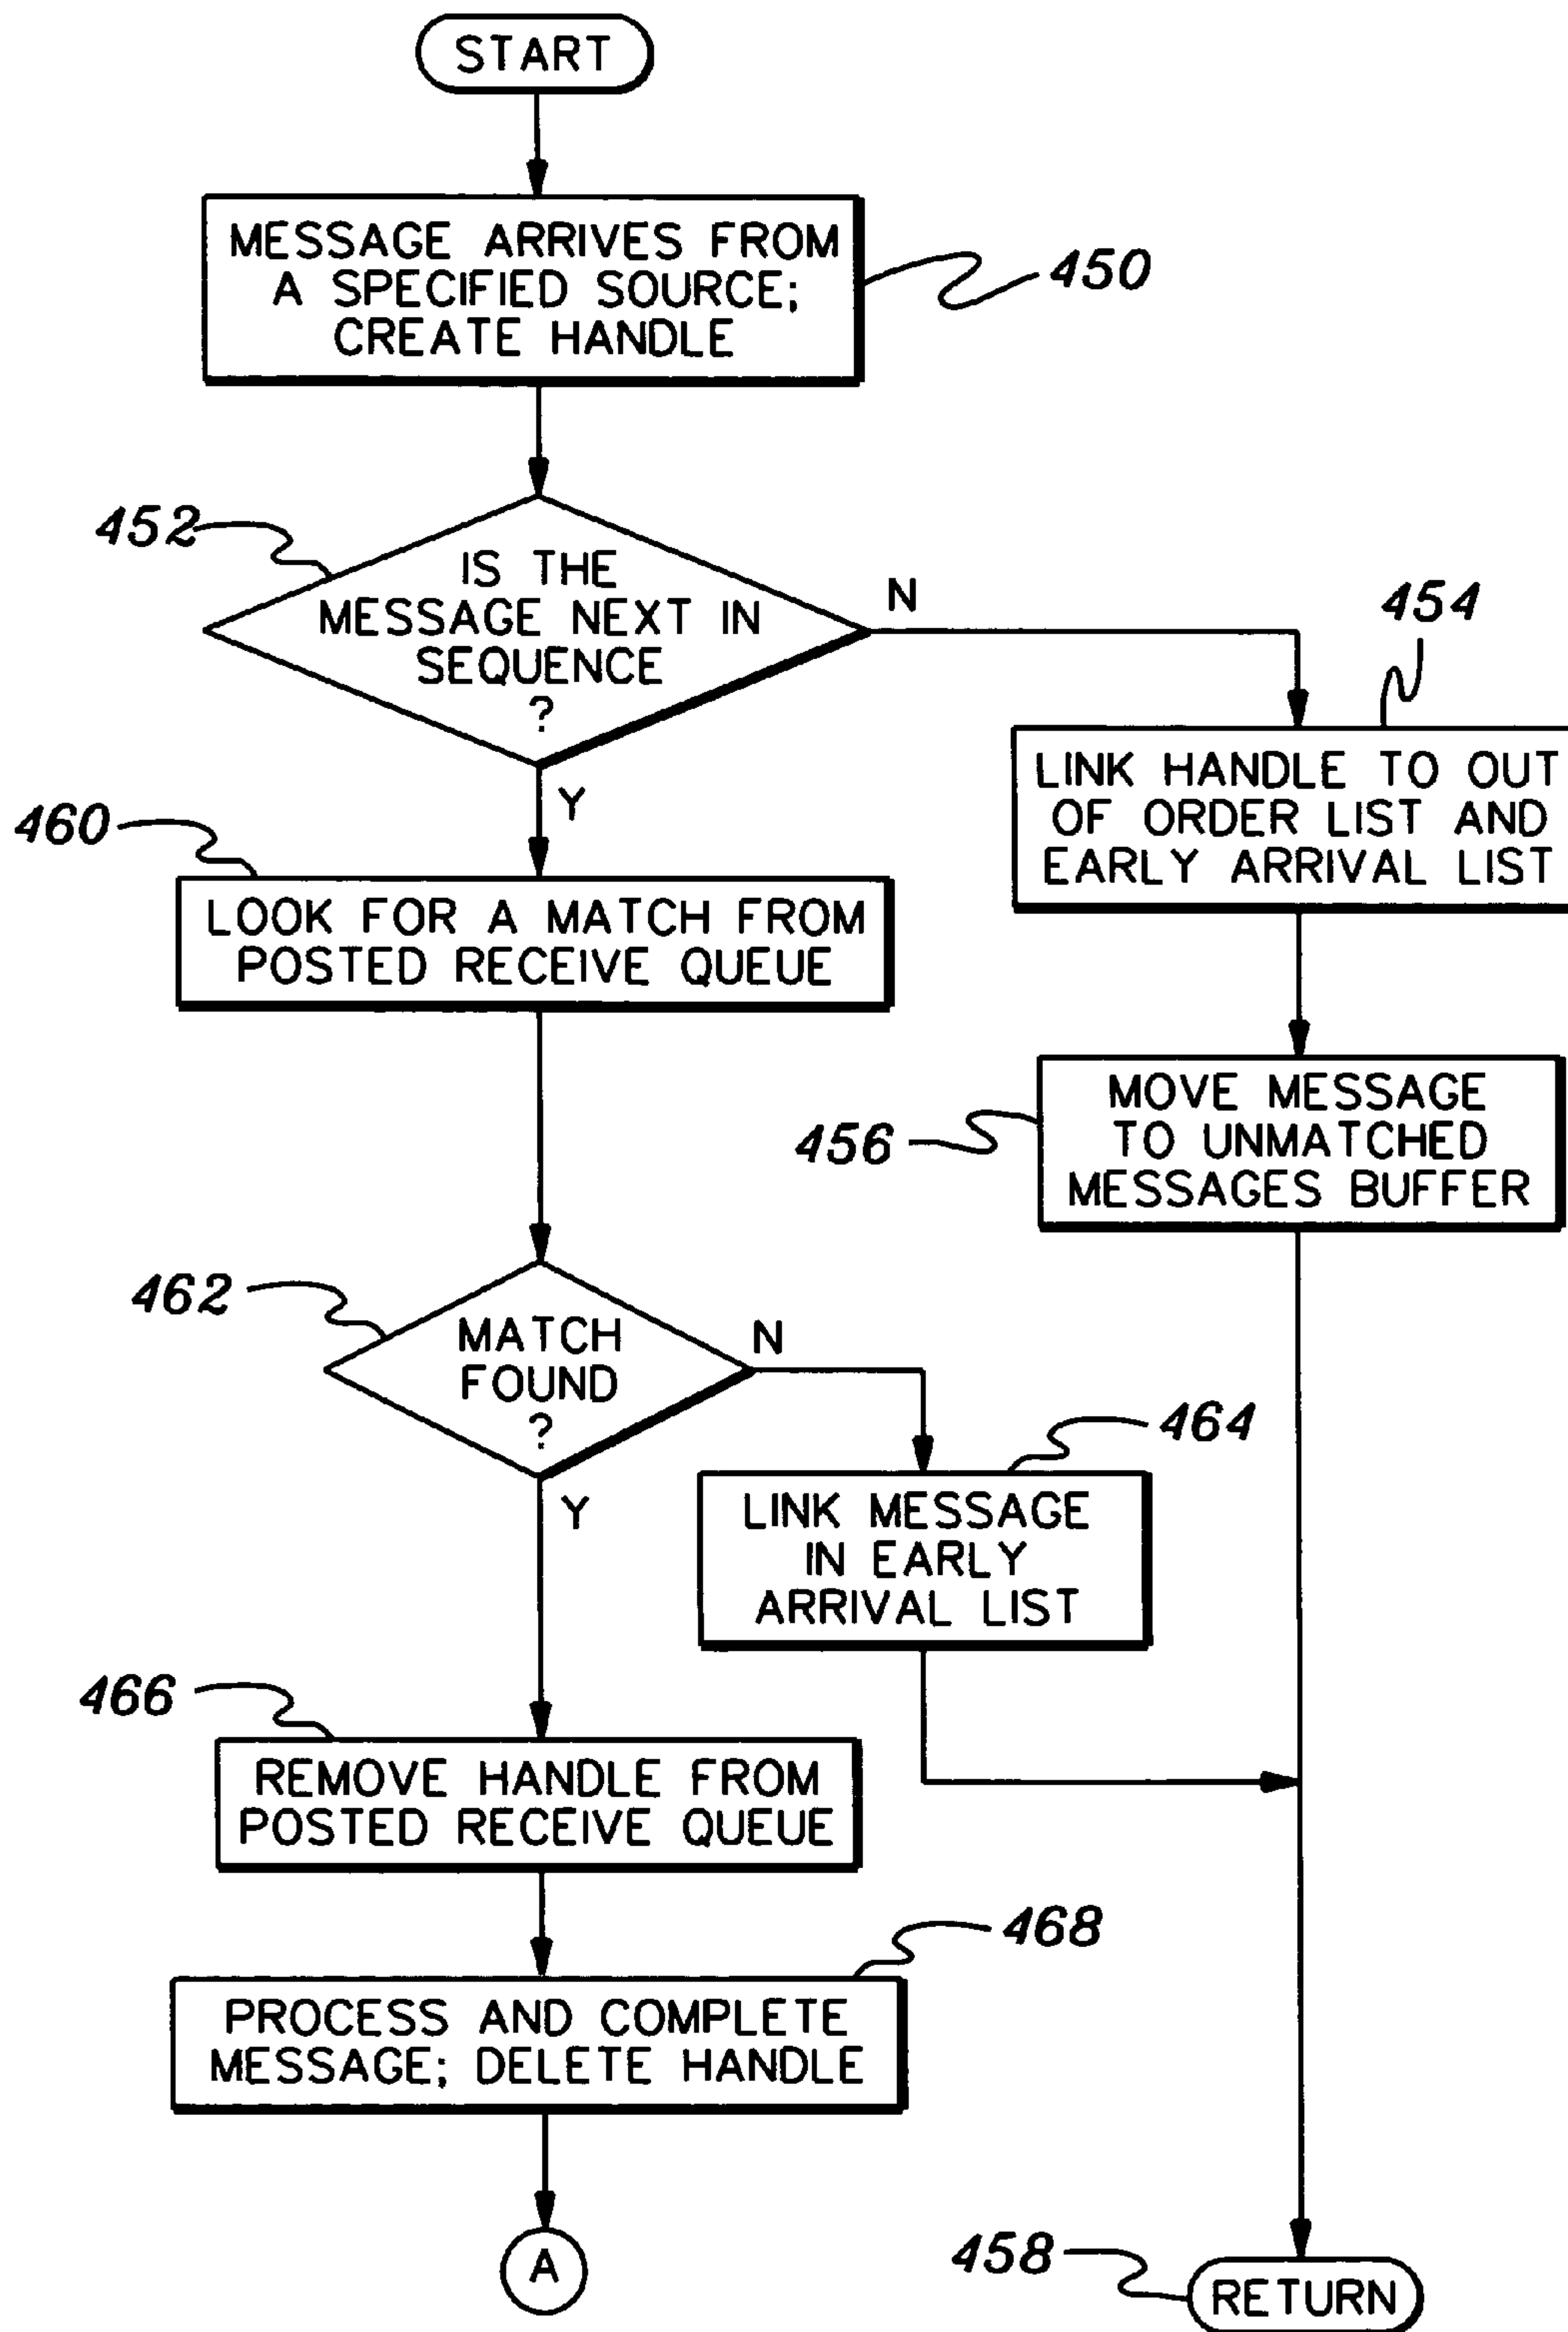 START
MESSAGE ARRIVES FROM
A SPECIFIED SOURCE;
CREATE HANDLE
450
452
IS THE
MESSAGE NEXT IN
SEQUENCE
?
N
Y
454
LINK HANDLE TO OUT
OF ORDER LIST AND
EARLY ARRIVAL LIST
460
LOOK FOR A MATCH FROM
POSTED RECEIVE QUEUE
456
MOVE MESSAGE
TO UNMATCHED
MESSAGES BUFFER
462
MATCH
FOUND
?
N
Y
464
LINK MESSAGE
IN EARLY
ARRIVAL LIST
466
REMOVE HANDLE FROM
POSTED RECEIVE QUEUE
468
PROCESS AND COMPLETE
MESSAGE; DELETE HANDLE
A
458
RETURN